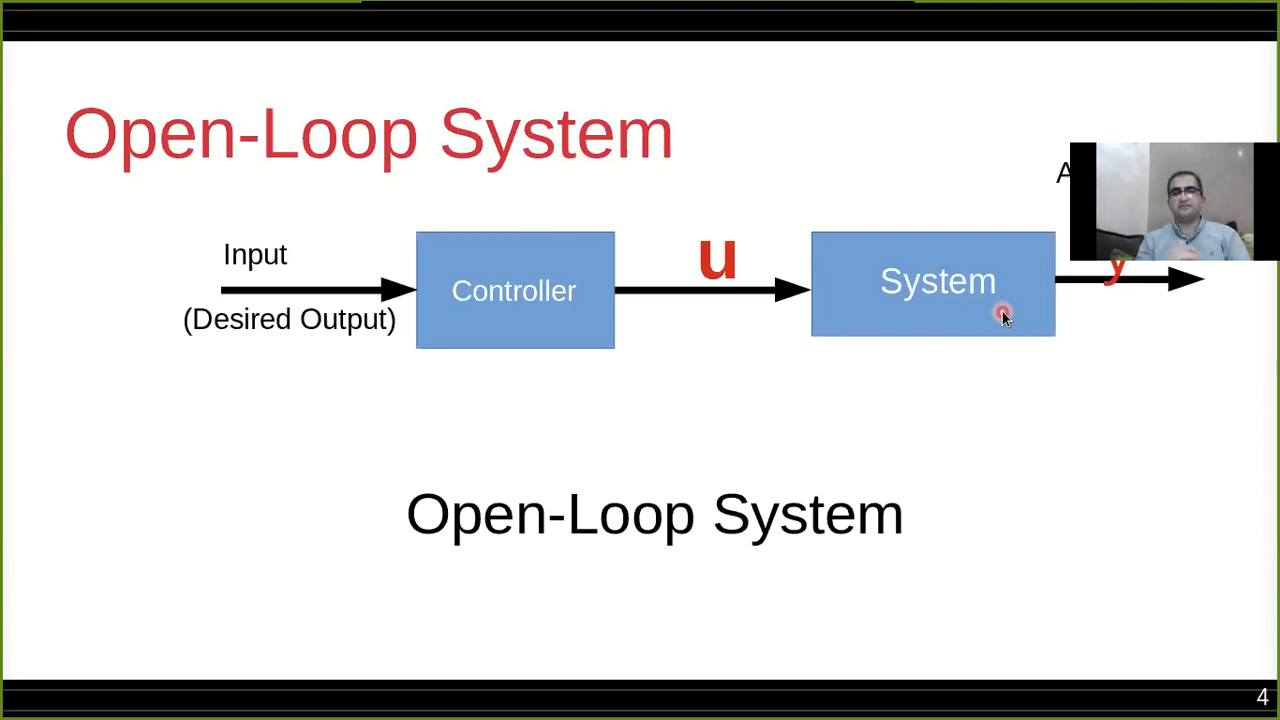 Open-Loop System
A
Input
u
Controller
System
y
(Desired Output)
Open-Loop System
4